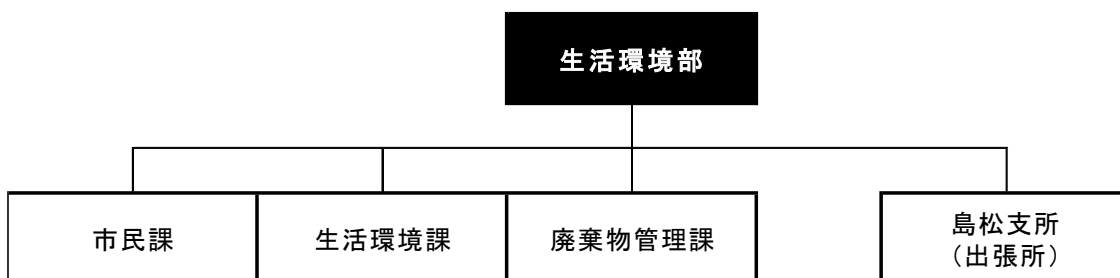 生活環境部
市民課
生活環境課
廃棄物管理課
島松支所
（出張所）